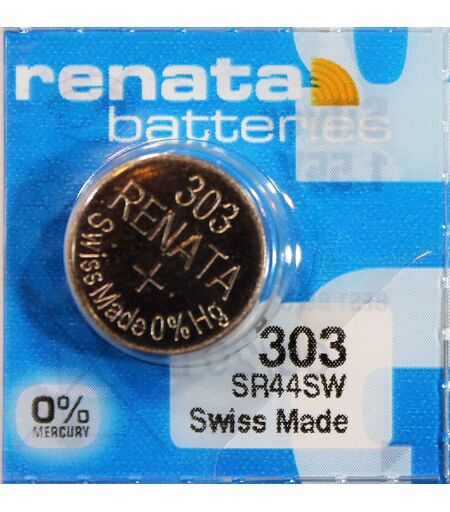 renata
batteries
303
RENATA
+
Swiss Made 0% Hg
303
SR44SW
Swiss Made
0%
MERCURY